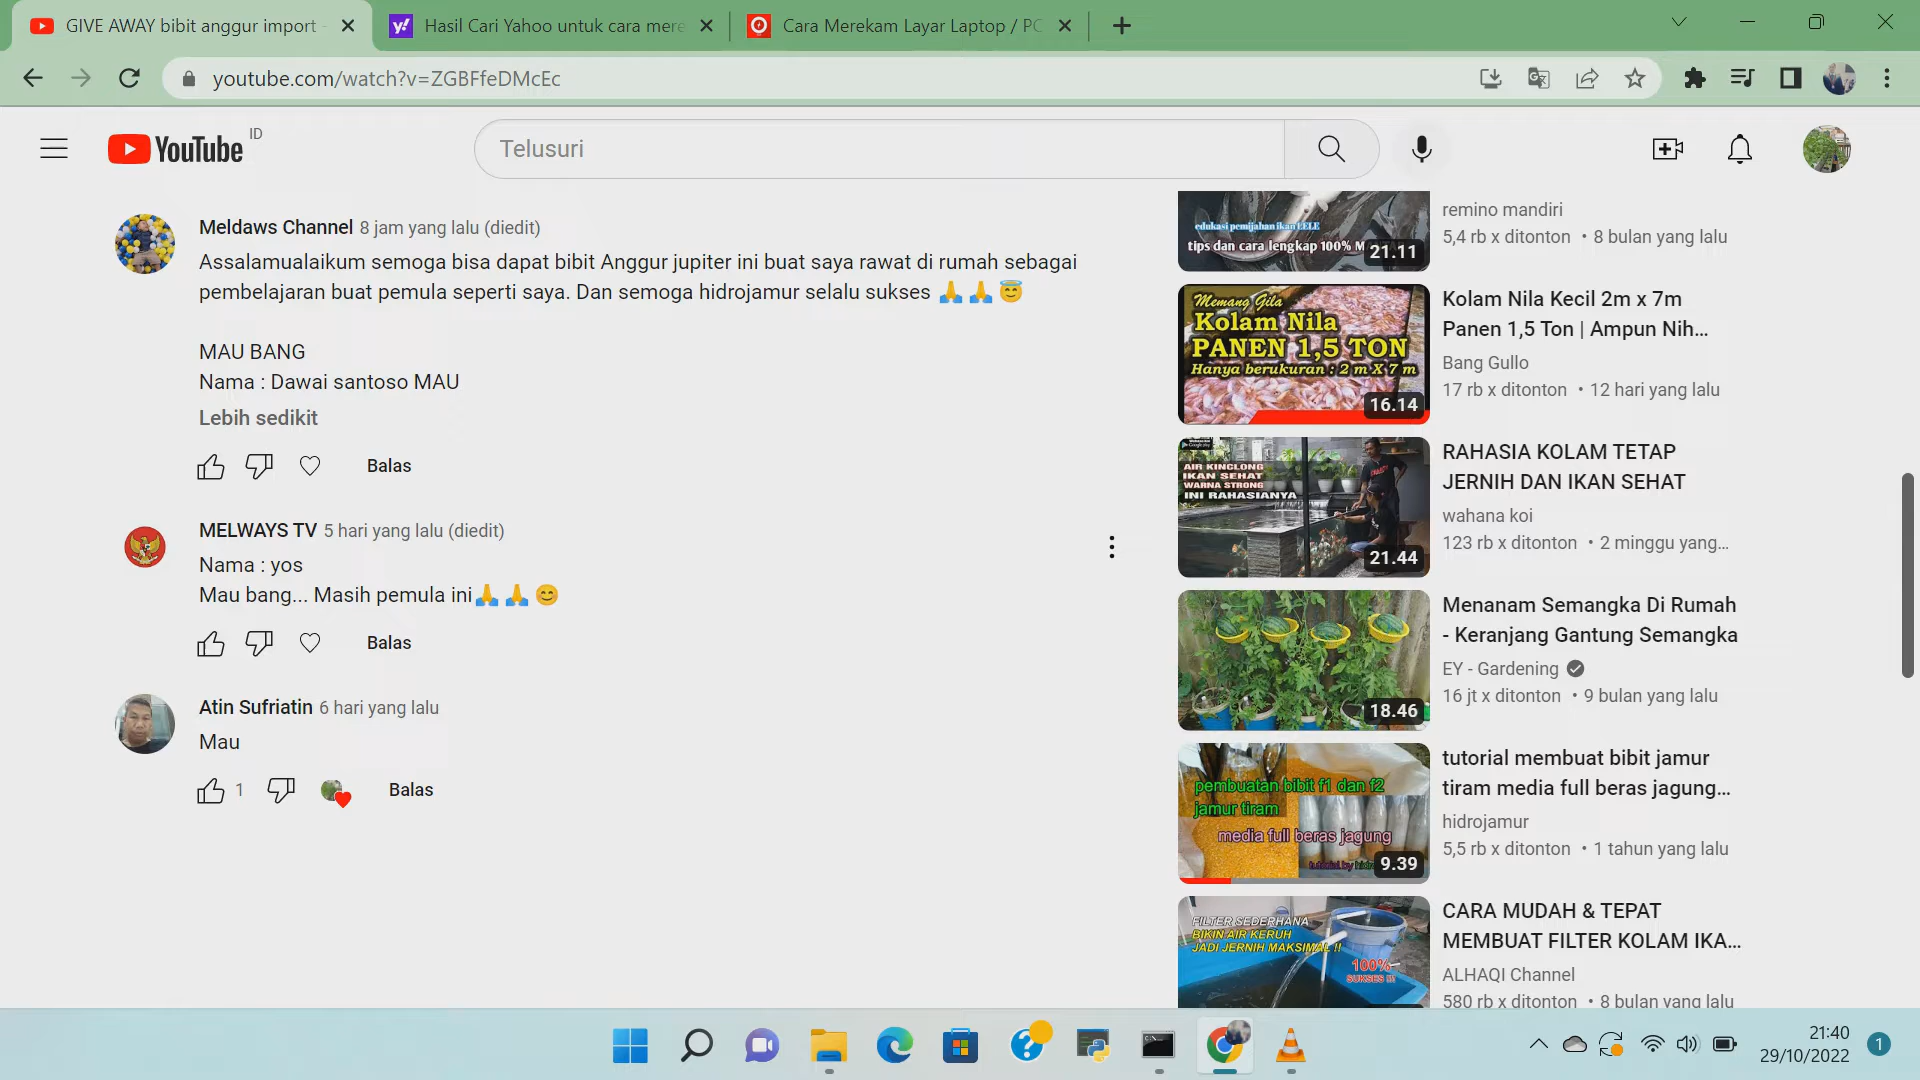 GIVE AWAY bibit anggur import -
Hasil Cari Yahoo untuk cara mere
Cara Merekam Layar Laptop / PC
youtube.com/watch?v=ZGBFfeDMcEc
YouTube
ID
Telusuri
Meldaws Channel 8 jam yang lalu (diedit)
Assalamualaikum semoga bisa dapat bibit Anggur jupiter ini buat saya rawat di rumah sebagai
pembelajaran buat pemula seperti saya. Dan semoga hidrojamur selalu sukses 🙏🙏😇
MAU BANG
Nama : Dawai santoso MAU
Lebih sedikit
Balas
MELWAYS TV 5 hari yang lalu (diedit)
Nama : yos
Mau bang... Masih pemula ini🙏🙏😊
Balas
Atin Sufriatin 6 hari yang lalu
Mau
1
Balas
edukasi pemijahan ikan LELE
tips dan cara lengkap 100% M
21.11
remino mandiri
5,4 rb x ditonton • 8 bulan yang lalu
Memang Gila
Kolam Nila
PANEN 1,5 TON
Hanya berukuran : 2 m X 7 m
16.14
Kolam Nila Kecil 2m x 7m
Panen 1,5 Ton | Ampun Nih...
Bang Gullo
17 rb x ditonton • 12 hari yang lalu
AIR KINCLONG
IKAN SEHAT
WARNA STRONG
INI RAHASIANYA
21.44
RAHASIA KOLAM TETAP
JERNIH DAN IKAN SEHAT
wahana koi
123 rb x ditonton • 2 minggu yang...
18.46
Menanam Semangka Di Rumah
- Keranjang Gantung Semangka
EY - Gardening
16 jt x ditonton • 9 bulan yang lalu
pembuatan bibit f1 dan f2
jamur tiram
media full beras jagung
tutorial by
9.39
tutorial membuat bibit jamur
tiram media full beras jagung...
hidrojamur
5,5 rb x ditonton • 1 tahun yang lalu
FILTER SEDERHANA
BIKIN AIR KERUH
JADI JERNIH MAKSIMAL !!
100%
SUKSES !!!
CARA MUDAH & TEPAT
MEMBUAT FILTER KOLAM IKA...
ALHAQI Channel
580 rb x ditonton • 8 bulan yang lalu
21:40
29/10/2022
1